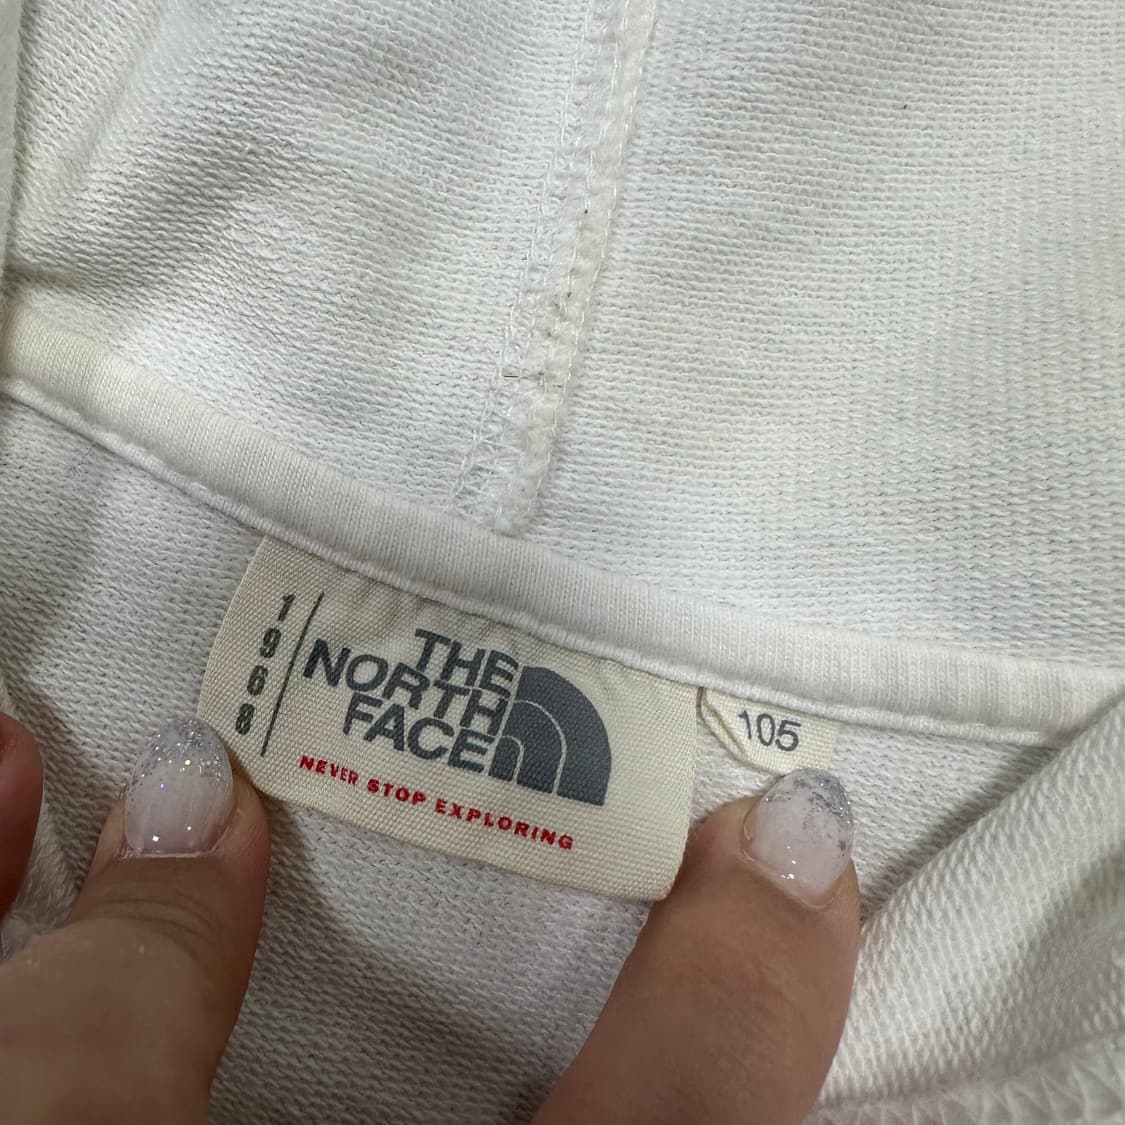 1968
THE
NORTH
FACE
NEVER STOP EXPLORING
105